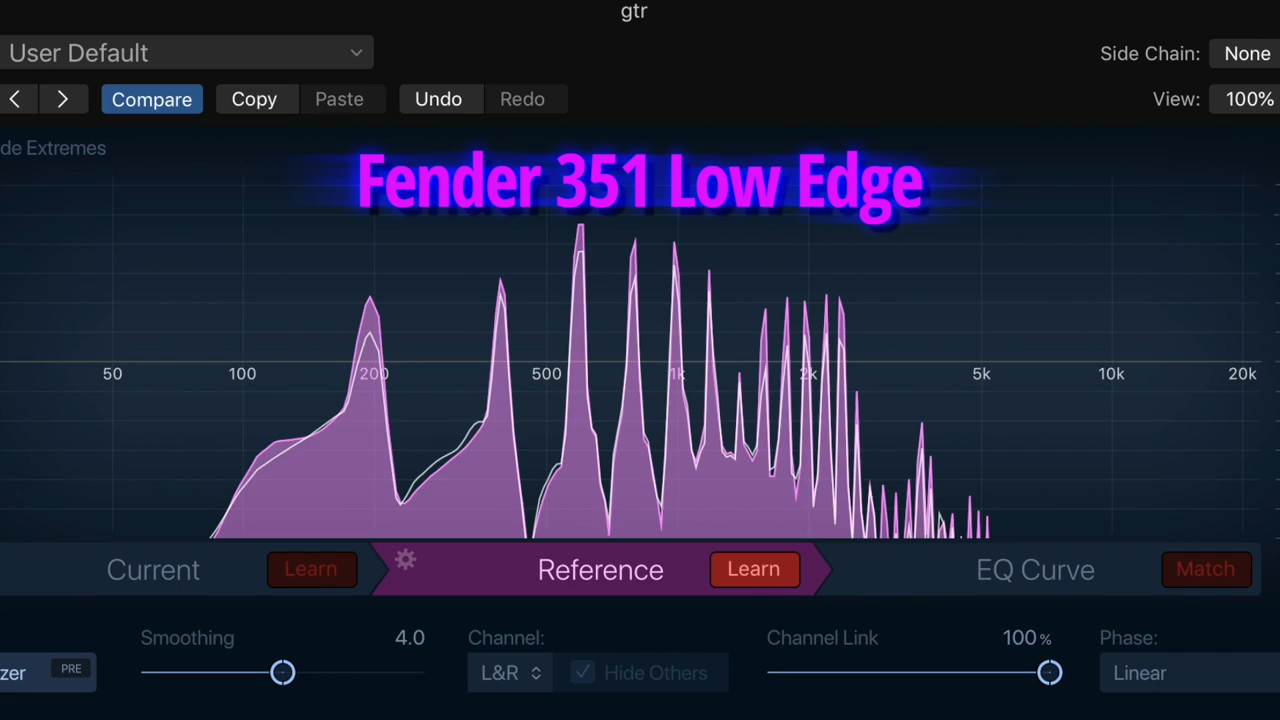 gtr
User Default
Side Chain: None
Compare Copy Paste Undo Redo
View: 100%
de Extremes
Fender 351 Low Edge
50 100 200 500 1k 2k 5k 10k 20k
Current Learn Reference Learn EQ Curve Match
Smoothing 4.0 Channel: Channel Link 100 % Phase:
zer PRE L&R Hide Others Linear